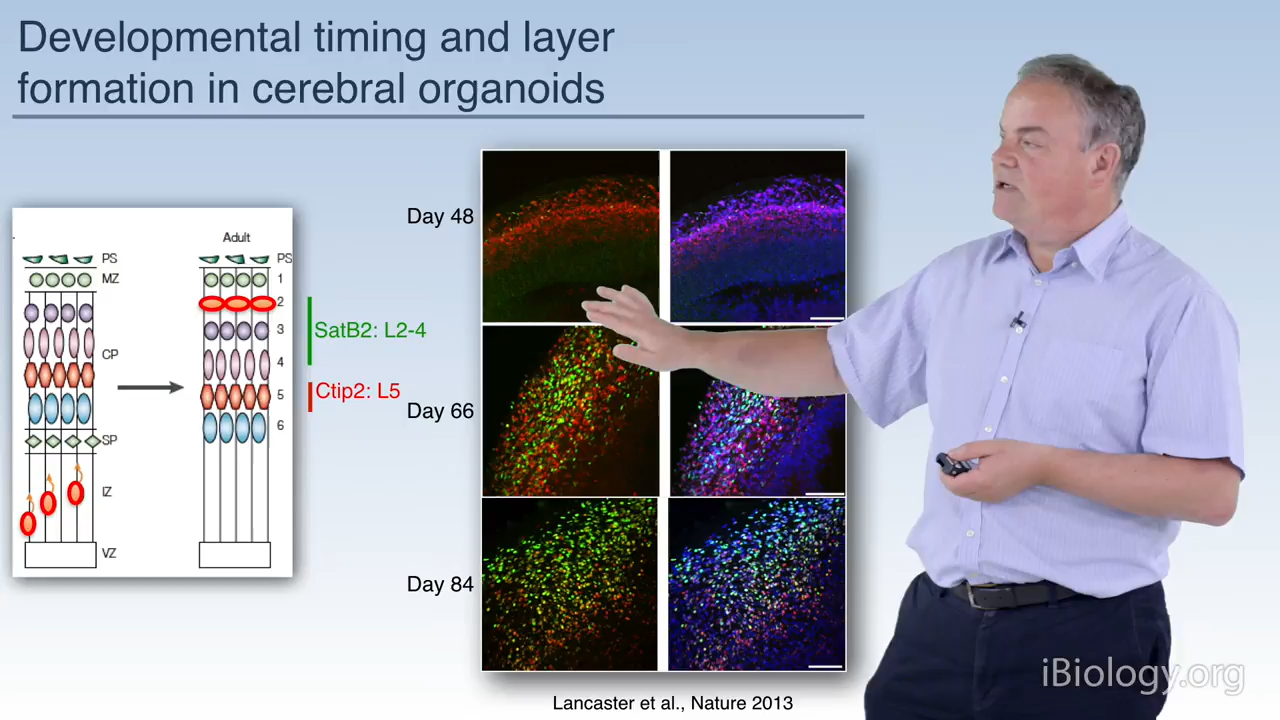 Developmental timing and layer
formation in cerebral organoids
Adult
PS
MZ
CP
SP
IZ
VZ
PS
1
2
3
4
5
6
SatB2: L2-4
Ctip2: L5
Day 48
Day 66
Day 84
Lancaster et al., Nature 2013
iBiology.org